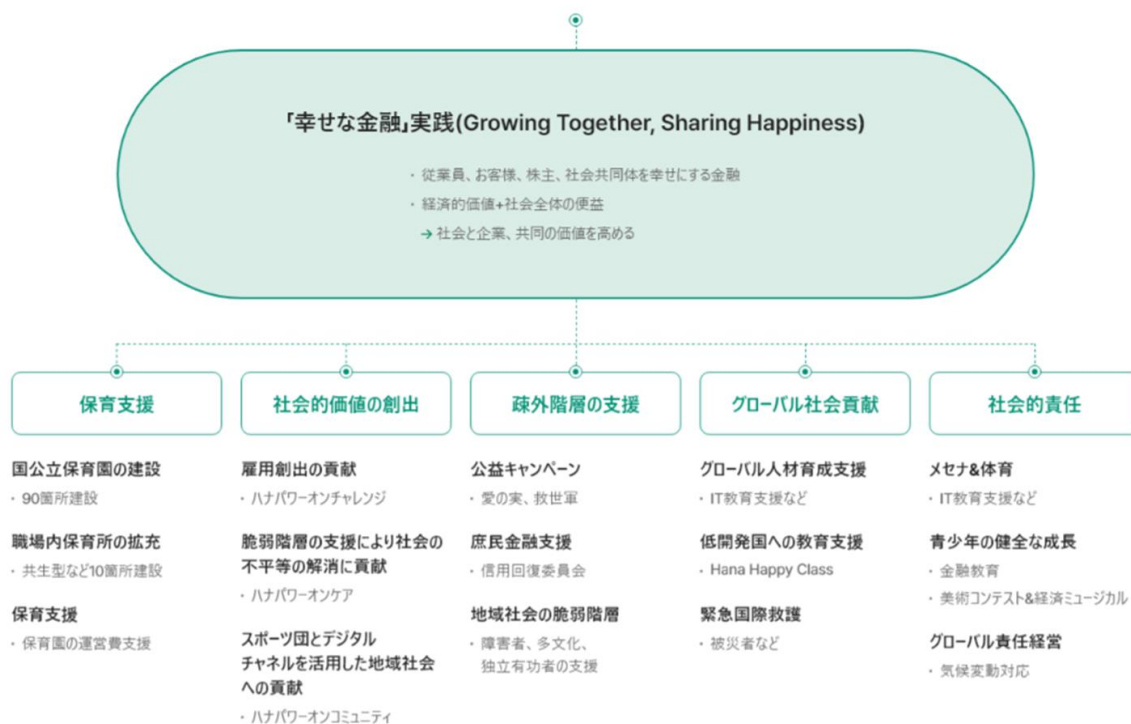 「幸せな金融」実践(Growing Together, Sharing Happiness)
・従業員、お客様、株主、社会共同体を幸せにする金融
・経済的価値+社会全体の便益
→ 社会と企業、共同の価値を高める
保育支援
国公立保育園の建設
・90箇所建設
職場内保育所の拡充
・共生型など10箇所建設
保育支援
・保育園の運営費支援
社会的価値の創出
雇用創出の貢献
・ハナパワーオンチャレンジ
脆弱階層の支援により社会の
不平等の解消に貢献
・ハナパワーオンケア
スポーツ団とデジタル
チャネルを活用した地域社会
への貢献
・ハナパワーオンコミュニティ
疎外階層の支援
公益キャンペーン
・愛の実、救世軍
庶民金融支援
・信用回復委員会
地域社会の脆弱階層
・障害者、多文化、
独立有功者の支援
グローバル社会貢献
グローバル人材育成支援
・IT教育支援など
低開発国への教育支援
・Hana Happy Class
緊急国際救護
・被災者など
社会的責任
メセナ&体育
・IT教育支援など
青少年の健全な成長
・金融教育
・美術コンテスト&経済ミュージカル
グローバル責任経営
・気候変動対応